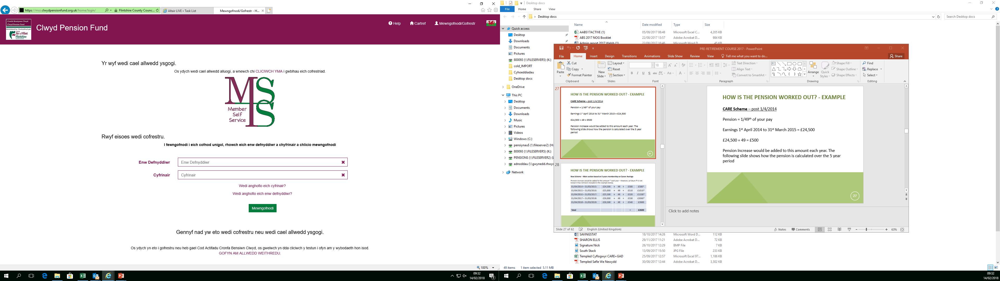 https://mss.clwydpensionfund.org.uk/home/login/
Flintshire County Counc...
Altair LIVE • Task List
Mewngofnodi/Gofrestr - H...
Cronfa Bensiynau Clwyd
Clwyd Pension Fund
Sir y Fflint
Flintshire
Clwyd Pension Fund
Help
Cartref
Mewngofnodi/Gofrestr
Yr wyf wedi cael allwedd ysgogi.
Os ydych wedi cael allwedd alluogi, a wnewch chi CLICIWCH YMA i gwblhau eich cofrestriad.
MSS
Member
Self
Service
Rwyf eisoes wedi cofrestru.
I fewngofnodi i eich cofnod unigol, rhowch eich enw defnyddiwr a chyfrinair a chlicio mewngofnodi
Enw Defnyddiwr
Enw Defnyddiwr
Cyfrinair
Cyfrinair
Wedi anghofio eich cyfrinair?
Wedi anghofio eich enw defnyddiwr?
Mewngofnodi
Gennyf nad yw eto wedi cofrestru neu wedi cael allwedd ysgogi.
Os ydych yn eto i gofrestru neu heb gael Cod Actifadu Cronfa Bensiwn Clwyd, os gwelwch yn dda cliciwch y testun i ofyn am y wybodaeth hon isod.
GOFYN AM ALLWEDD WEITHREDU.
100%
09:32
14/02/2018
Desktop docs
File Home Share View
Desktop docs
Search Desktop docs
Name Date modified Type Size
Quick access
Desktop
Downloads
Documents
Pictures
800093 (\\FILESERVER5) (K:)
cold_IMPORT
Cyhoeddiadau
Desktop docs
OneDrive
This PC
Desktop
Documents
Downloads
Music
Pictures
Videos
Windows (C:)
pensiynau$ (\\fileserver2) (H:
800093 (\\FILESERVER5) (K:)
PENSIONS (\\FILESERVER2) (
adnoddau (\\gwynedd.rhwyd
Network
AABS17ACTIVE (1) 05/09/2017 08:48 Microsoft Excel C... 4,205 KB
ABS 2017 NOG Booklet 22/08/2017 13:57 Adobe Acrobat D... 984 KB
Admin report 2017 Welsh (1) 22/08/2017 16:46 Microsoft Word D... 45 KB
PRE-RETIREMENT COURSE 2017 - PowerPoint
File Home Insert Design Transitions Animations Slide Show Review View Tell me what you want to do... Share
Paste
Cut
Copy
Format Painter
Clipboard
New
Slide
Layout
Reset
Section
Slides
18
Font
Text Direction
Align Text
Convert to SmartArt
Paragraph
Arrange
Quick
Styles
Shape Fill
Shape Outline
Shape Effects
Drawing
Find
Replace
Select
Editing
27
HOW IS THE PENSION WORKED OUT? - EXAMPLE
CARE Scheme – post 1/4/2014
Pension = 1/49th of your pay
Earnings 1st April 2014 to 31st March 2015 = £24,500
£24,500 ÷ 49 = £500
Pension Increase would be added to this amount each year. The
following slide shows how the pension is calculated over the 5 year
period
27
28
HOW IS THE PENSION WORKED OUT? - EXAMPLE
New Scheme – Main section based on 5 years membership on Career Average
Pension Increase would be added to this amount * each year – However, as future PI is not
known it has not been included in the example below.
01/04/2014 – 31/03/2015: £24,500 ÷ 49 = £500 £500*
01/04/2015 – 31/03/2016: £25,000 ÷ 49 = £510 £1010*
01/04/2016 – 31/03/2017: £25,500 ÷ 49 = £520 £1530*
01/04/2017 – 31/03/2018: £26,000 ÷ 49 = £530 £2060*
01/04/2018 – 31/03/2019: £26,500 ÷ 49 = £540 £2600
Total = £2600
HOW IS THE PENSION WORKED OUT? - EXAMPLE
CARE Scheme – post 1/4/2014
Pension = 1/49th of your pay
Earnings 1st April 2014 to 31st March 2015 = £24,500
£24,500 ÷ 49 = £500
Pension Increase would be added to this amount each year. The
following slide shows how the pension is calculated over the 5 year
period
27
Click to add notes
Slide 27 of 62 English (United Kingdom) Notes Comments 63%
SAVINGSTAT 18/10/2017 14:26 Microsoft Word D... 112 KB
SHARON ELLIS 29/11/2017 11:21 Adobe Acrobat D... 72 KB
Signature Nick 26/10/2017 12:29 BMP File 7 KB
South Stack 13/09/2017 15:50 JPG File 233 KB
Templed Cyflogwyr CARE+GAD 25/09/2017 12:57 Microsoft Excel 97... 1,186 KB
Templed Safle We Newydd 30/08/2017 12:44 Adobe Acrobat D... 3,302 KB
49 items 1 item selected 5.11 MB
09:32
14/02/2018